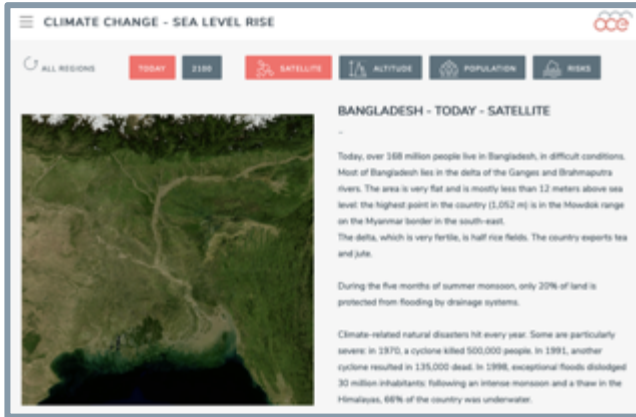 CLIMATE CHANGE - SEA LEVEL RISE
oce
ALL REGIONS
TODAY
2100
SATELLITE
ALTITUDE
POPULATION
RISKS
BANGLADESH - TODAY - SATELLITE
-
Today, over 168 million people live in Bangladesh, in difficult conditions.
Most of Bangladesh lies in the delta of the Ganges and Brahmaputra
rivers. The area is very flat and is mostly less than 12 meters above sea
level: the highest point in the country (1,052 m) is in the Mowdok range
on the Myanmar border in the south-east.
The delta, which is very fertile, is half rice fields. The country exports tea
and jute.
During the five months of summer monsoon, only 20% of land is
protected from flooding by drainage systems.
Climate-related natural disasters hit every year. Some are particularly
severe: in 1970, a cyclone killed 500,000 people. In 1991, another
cyclone resulted in 135,000 dead. In 1998, exceptional floods dislodged
30 million inhabitants: following an intense monsoon and a thaw in the
Himalayas, 66% of the country was underwater.